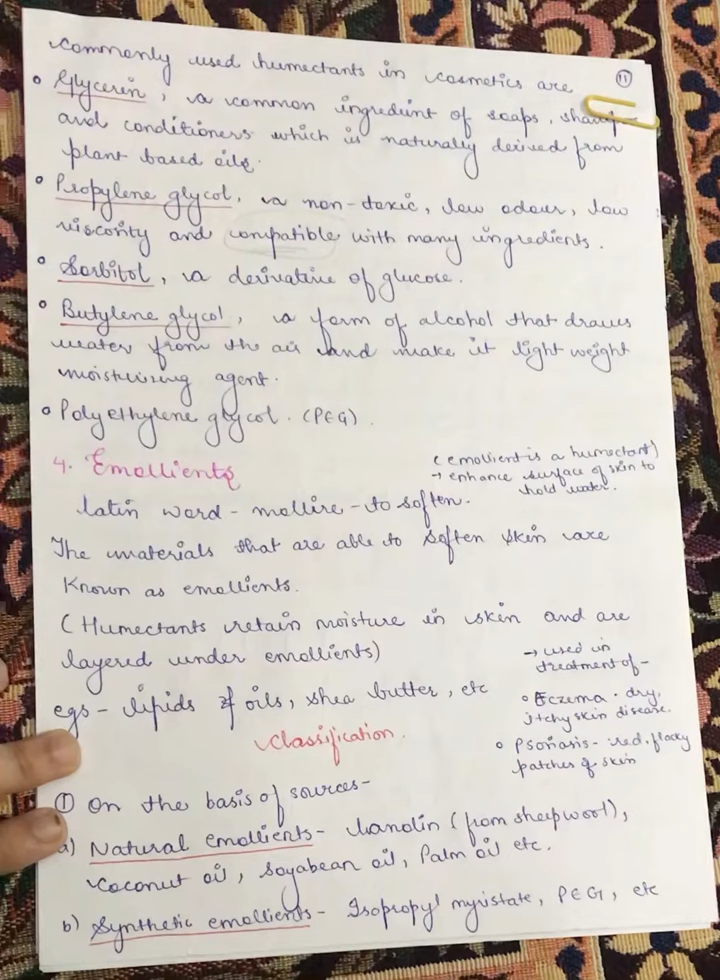 commonly used humectants in cosmetics are
11
• Glycerin, a common ingredient of soaps,
and conditioners which is naturally derived from
plant based oils.
• Propylene glycol, a non-toxic, low odour, low
viscosity and compatible with many ingredients.
• Sorbitol, a derivative of glucose.
• Butylene glycol, a form of alcohol that draws
water from the air and make it light weight
moisturizing agent.
• Polyethylene glycol. (PEG).
4. Emollients
(emollient is a humectant)
→ enhance surface of skin to
hold water.
latin word - mollire - to soften.
The materials that are able to soften skin are
Known as emollients.
(Humectants retain moisture in skin and are
layered under emollients)
egs - lipids & oils, shea butter, etc
→ used in
treatment of -
• Eczema - dry,
itchy skin disease.
• Psoriasis - red, flacky
patches of skin
Classification.
① On the basis of sources -
a) Natural emollients - Lanolin (from sheep wool),
Coconut oil, Soyabean oil, Palm oil etc.
b) Synthetic emollients - Isopropyl myristate, PEG, etc